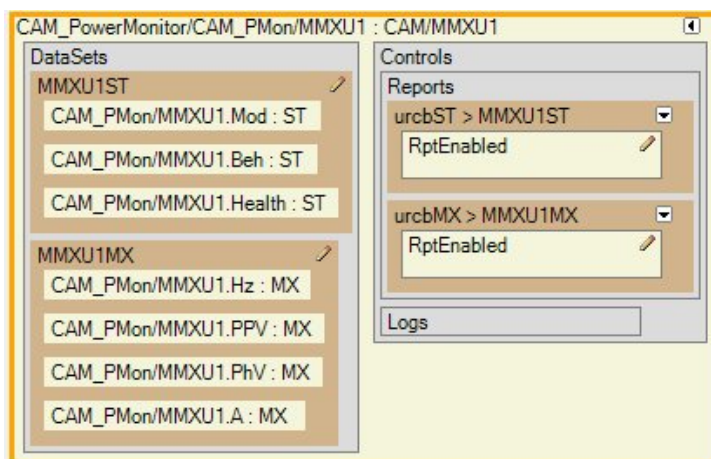 CAM_PowerMonitor/CAM_PMon/MMXU1 : CAM/MMXU1
DataSets
MMXU1ST
CAM_PMon/MMXU1.Mod : ST
CAM_PMon/MMXU1.Beh : ST
CAM_PMon/MMXU1.Health : ST
MMXU1MX
CAM_PMon/MMXU1.Hz : MX
CAM_PMon/MMXU1.PPV : MX
CAM_PMon/MMXU1.PhV : MX
CAM_PMon/MMXU1.A : MX
Controls
Reports
urcbST > MMXU1ST
RptEnabled
urcbMX > MMXU1MX
RptEnabled
Logs